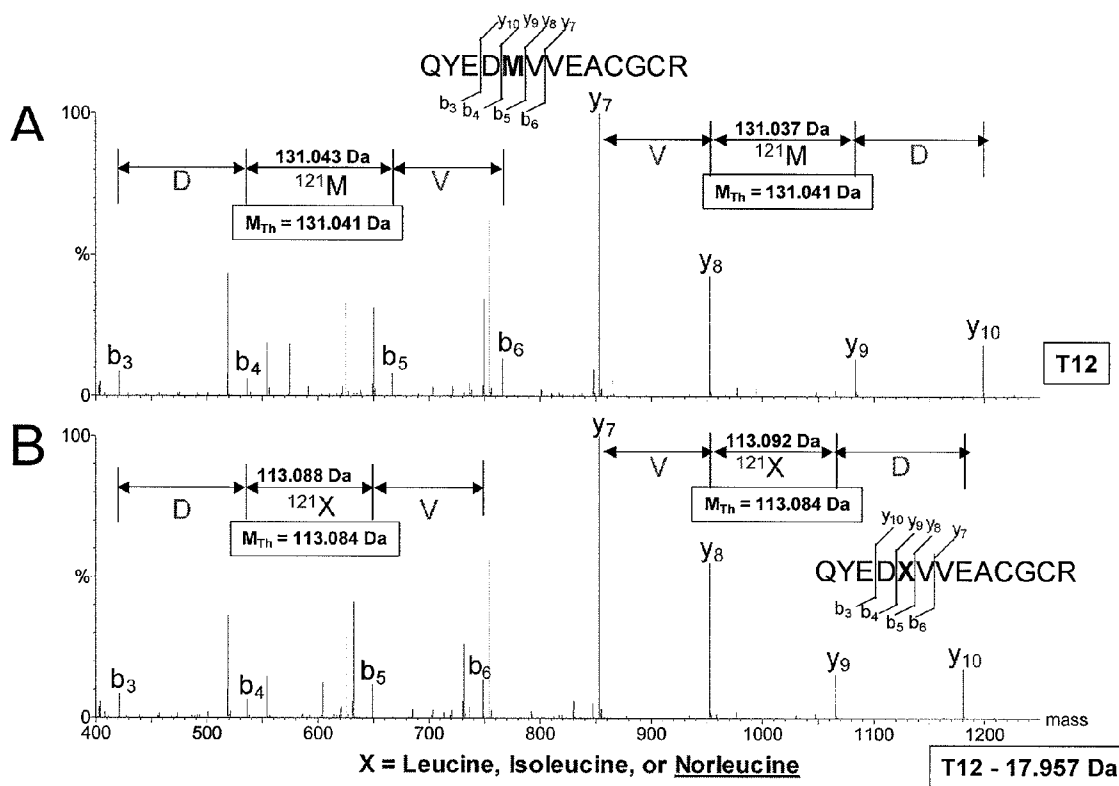 y10 y9 y8 y7
QYEDMVVEACGCR
b3 b4 b5 b6
A
100
%
0
D
131.043 Da
121M
V
MTh = 131.041 Da
y7
V
131.037 Da
121M
D
MTh = 131.041 Da
b3
b4
b5
b6
y8
y9
y10
T12
B
100
%
0
D
113.088 Da
121X
V
MTh = 113.084 Da
y7
V
113.092 Da
121X
D
MTh = 113.084 Da
y10 y9 y8 y7
QYEDXVVEACGCR
b3 b4 b5 b6
b3
b4
b5
b6
y8
y9
y10
400 500 600 700 800 900 1000 1100 1200 mass
X = Leucine, Isoleucine, or Norleucine
T12 - 17.957 Da